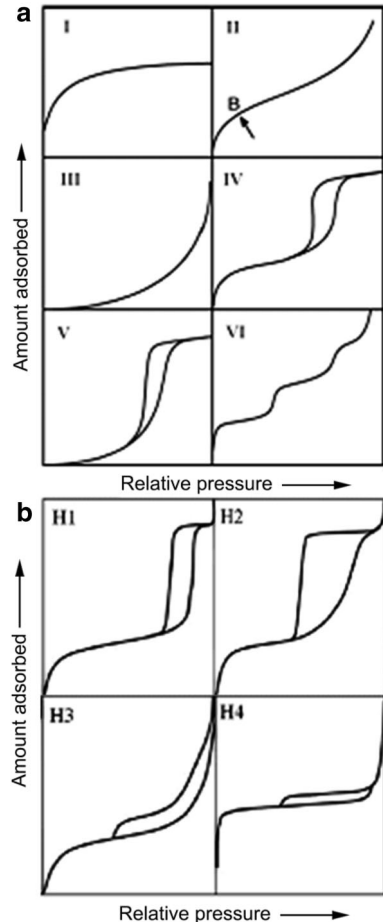 a
I
II
B
III
IV
V
VI
Amount adsorbed
Relative pressure
b
H1
H2
H3
H4
Amount adsorbed
Relative pressure